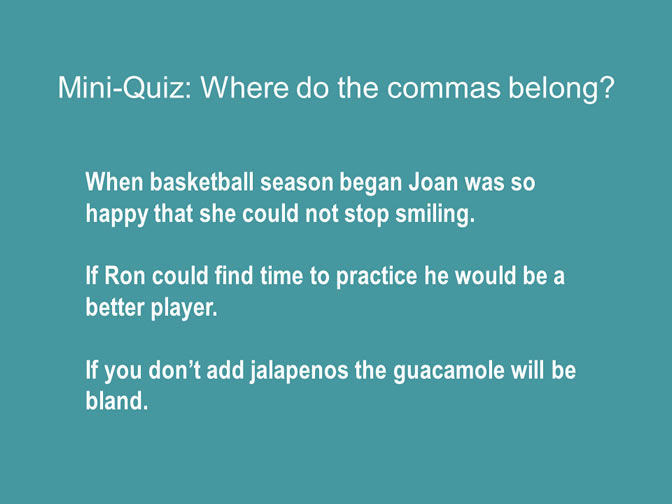 Mini-Quiz: Where do the commas belong?
When basketball season began Joan was so
happy that she could not stop smiling.
If Ron could find time to practice he would be a
better player.
If you don’t add jalapenos the guacamole will be
bland.